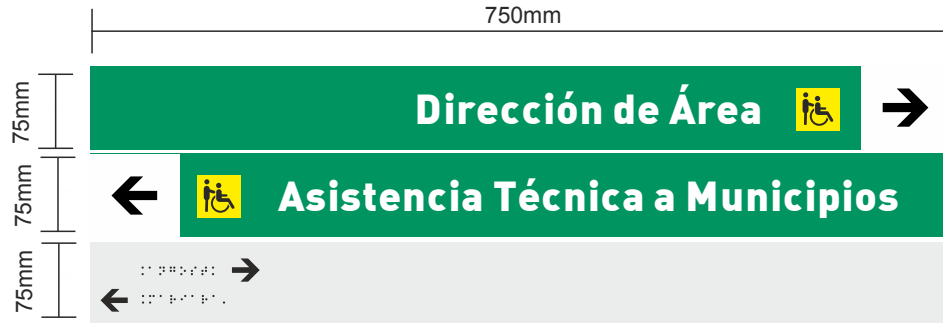 750mm
75mm
Dirección de Área
75mm
Asistencia Técnica a Municipios
75mm